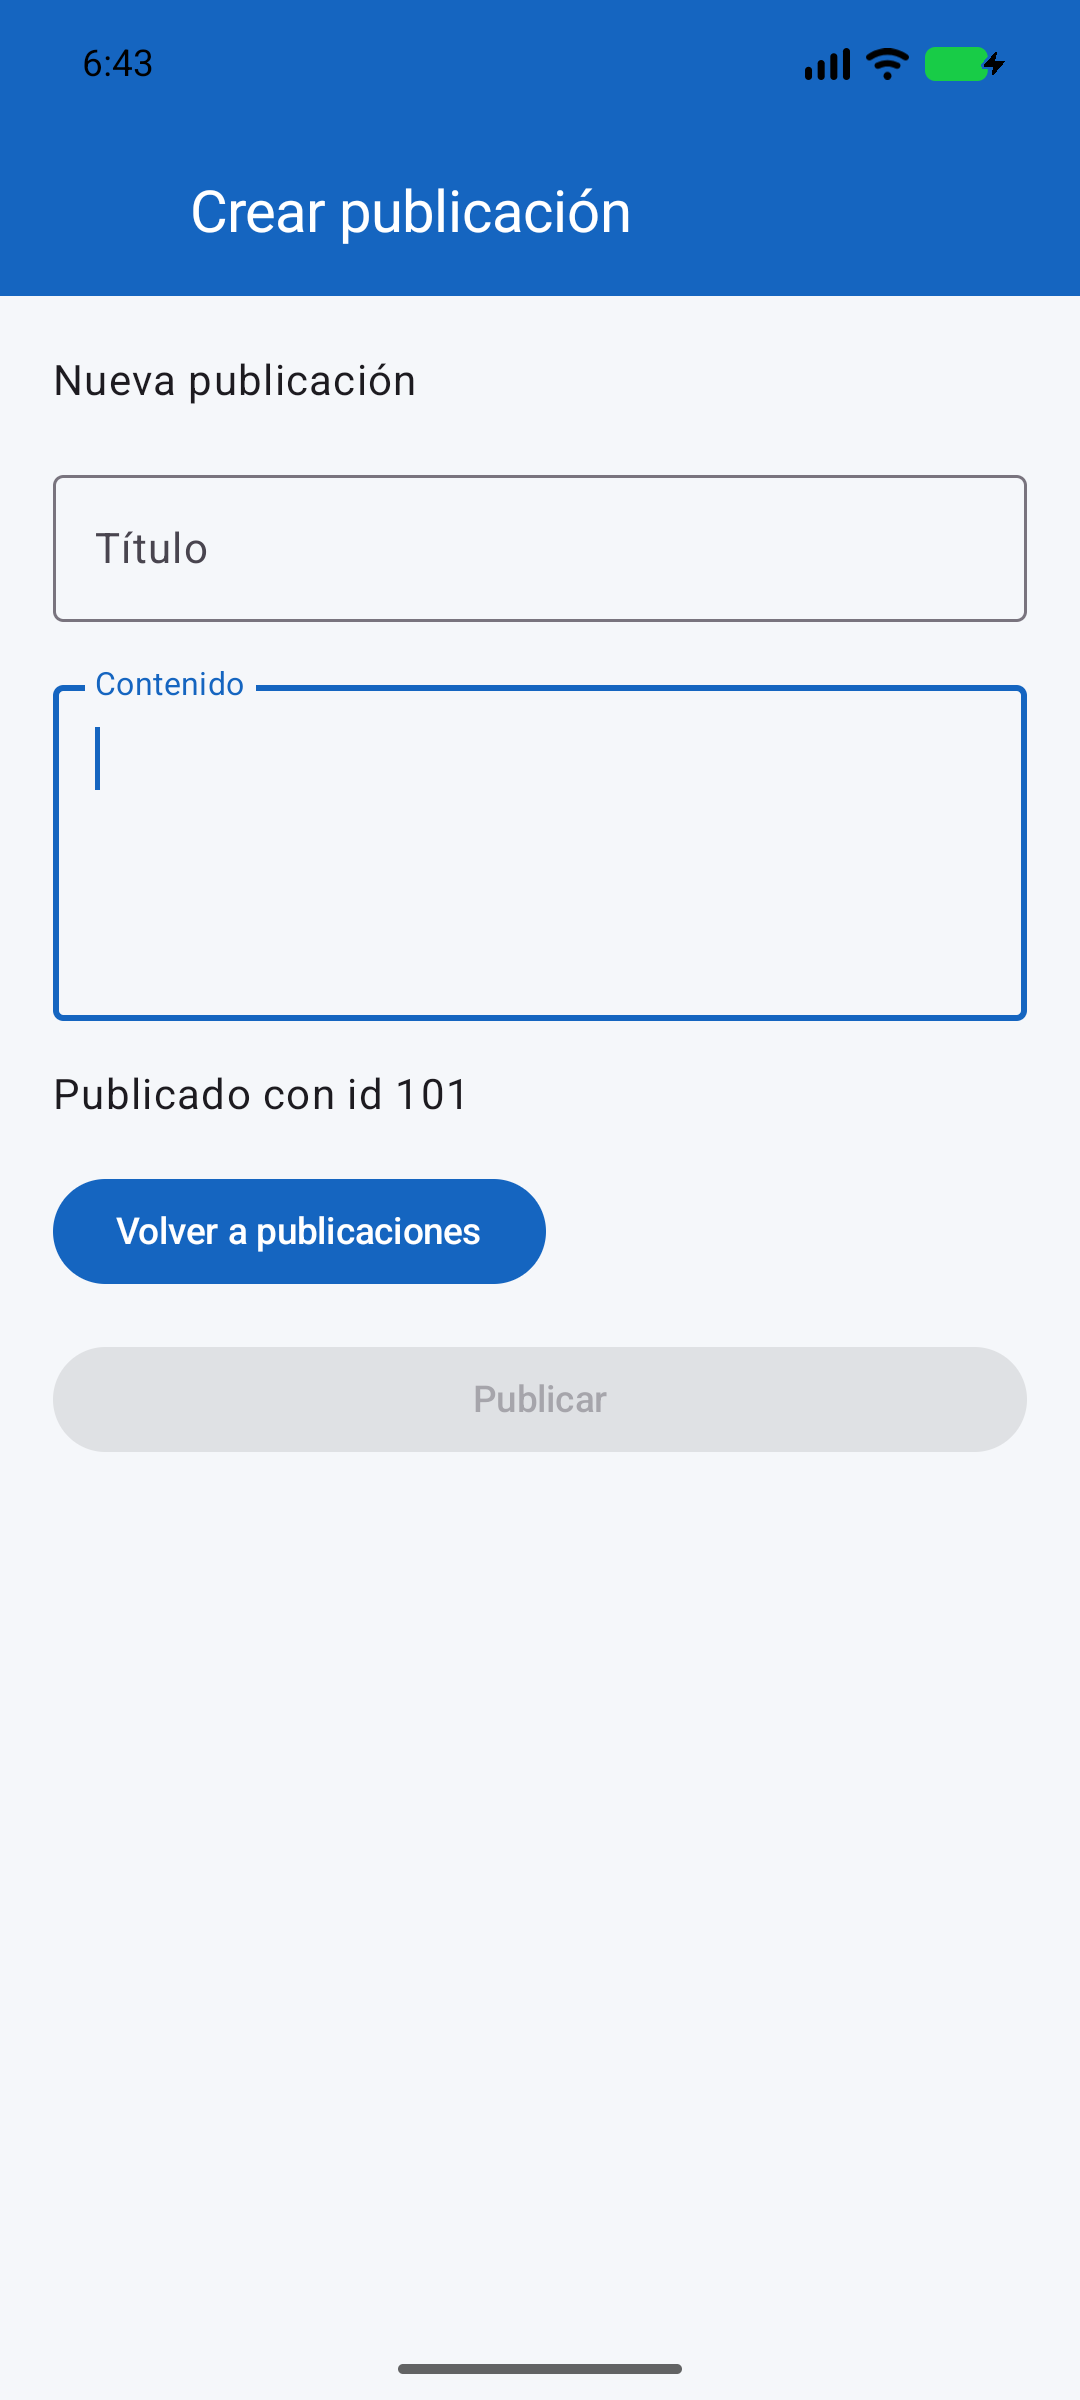 6:43
Crear publicación
Nueva publicación
Título
Contenido
Publicado con id 101
Volver a publicaciones
Publicar